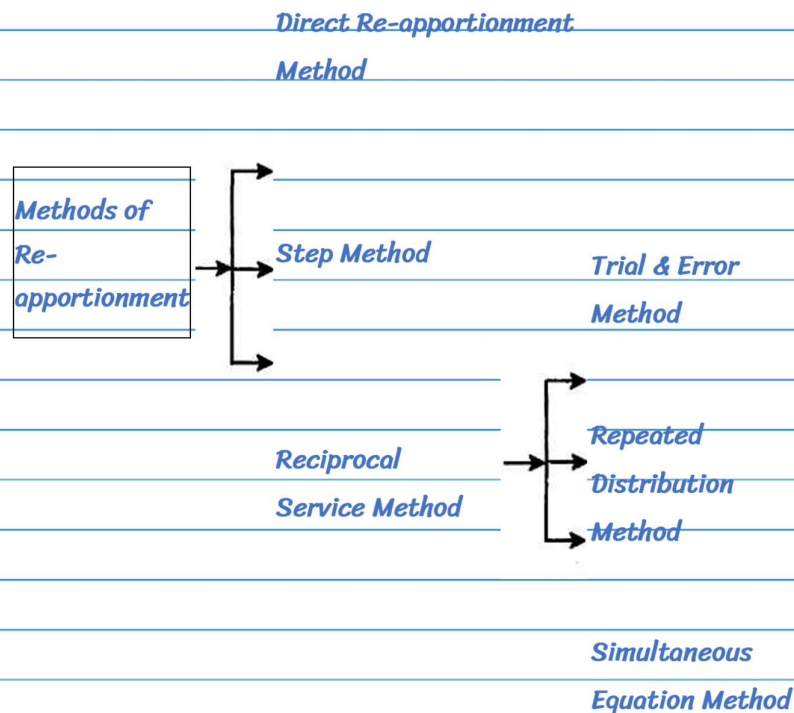 Direct Re-apportionment
Method
Methods of
Re-
apportionment
Step Method
Trial & Error
Method
Reciprocal
Service Method
Repeated
Distribution
Method
Simultaneous
Equation Method